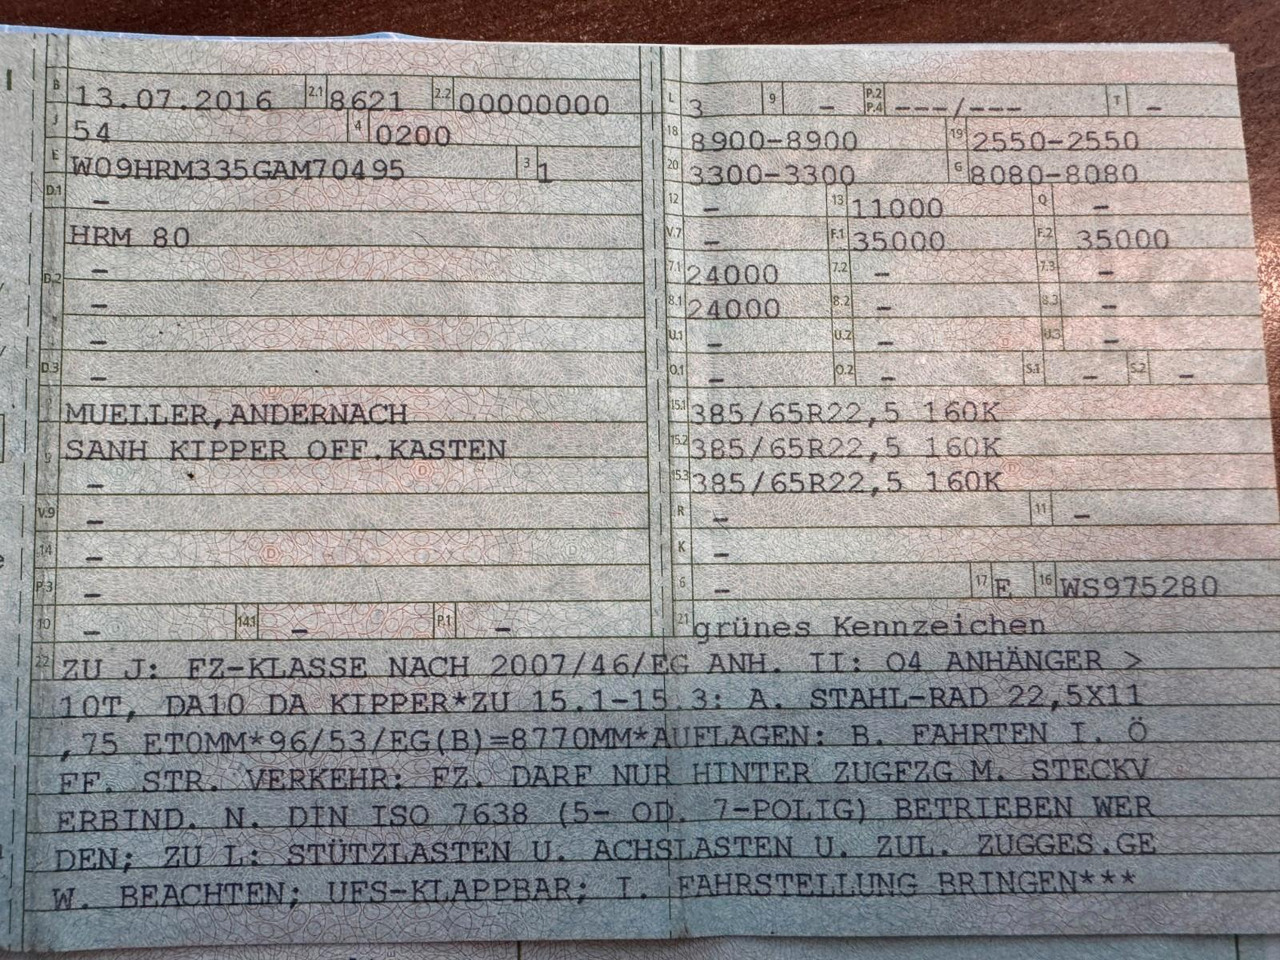 B 13.07.2016 2.1 8621 2.2 00000000
J 54 4 0200
E W09HRM335GAM70495 3 1
D.1 –
HRM 80
D.2 –
–
–
D.3 –
2 MUELLER,ANDERNACH
5 SANH KIPPER OFF.KASTEN
–
V.9 –
14 –
P.3 –
10 – 14.1 – P.1 –
L 3 9 – P.2 P.4 ---/--- T –
18 8900-8900 19 2550-2550
20 3300-3300 G 8080-8080
12 – 13 11000 Q –
V.7 – F.1 35000 F.2 35000
7.1 24000 7.2 – 7.3 –
8.1 24000 8.2 – 8.3 –
U.1 – U.2 – U.3 –
O.1 – O.2 – S.1 – S.2 –
15.1 385/65R22,5 160K
15.2 385/65R22,5 160K
15.3 385/65R22,5 160K
R – 11 –
K –
6 – 17 E 16 WS975280
21 grünes Kennzeichen
22 ZU J: FZ-KLASSE NACH 2007/46/EG ANH. II: O4 ANHÄNGER >
10T, DA10 DA KIPPER*ZU 15.1-15.3: A. STAHL-RAD 22,5X11
,75 ET0MM*96/53/EG(B)=8770MM*AUFLAGEN: B. FAHRTEN I. Ö
FF. STR. VERKEHR: FZ. DARF NUR HINTER ZUGFZG M. STECKV
ERBIND. N. DIN ISO 7638 (5- OD. 7-POLIG) BETRIEBEN WER
DEN; ZU L: STÜTZLASTEN U. ACHSLASTEN U. ZUL. ZUGGES.GE
W. BEACHTEN; UFS-KLAPPBAR; I. FAHRSTELLUNG BRINGEN***